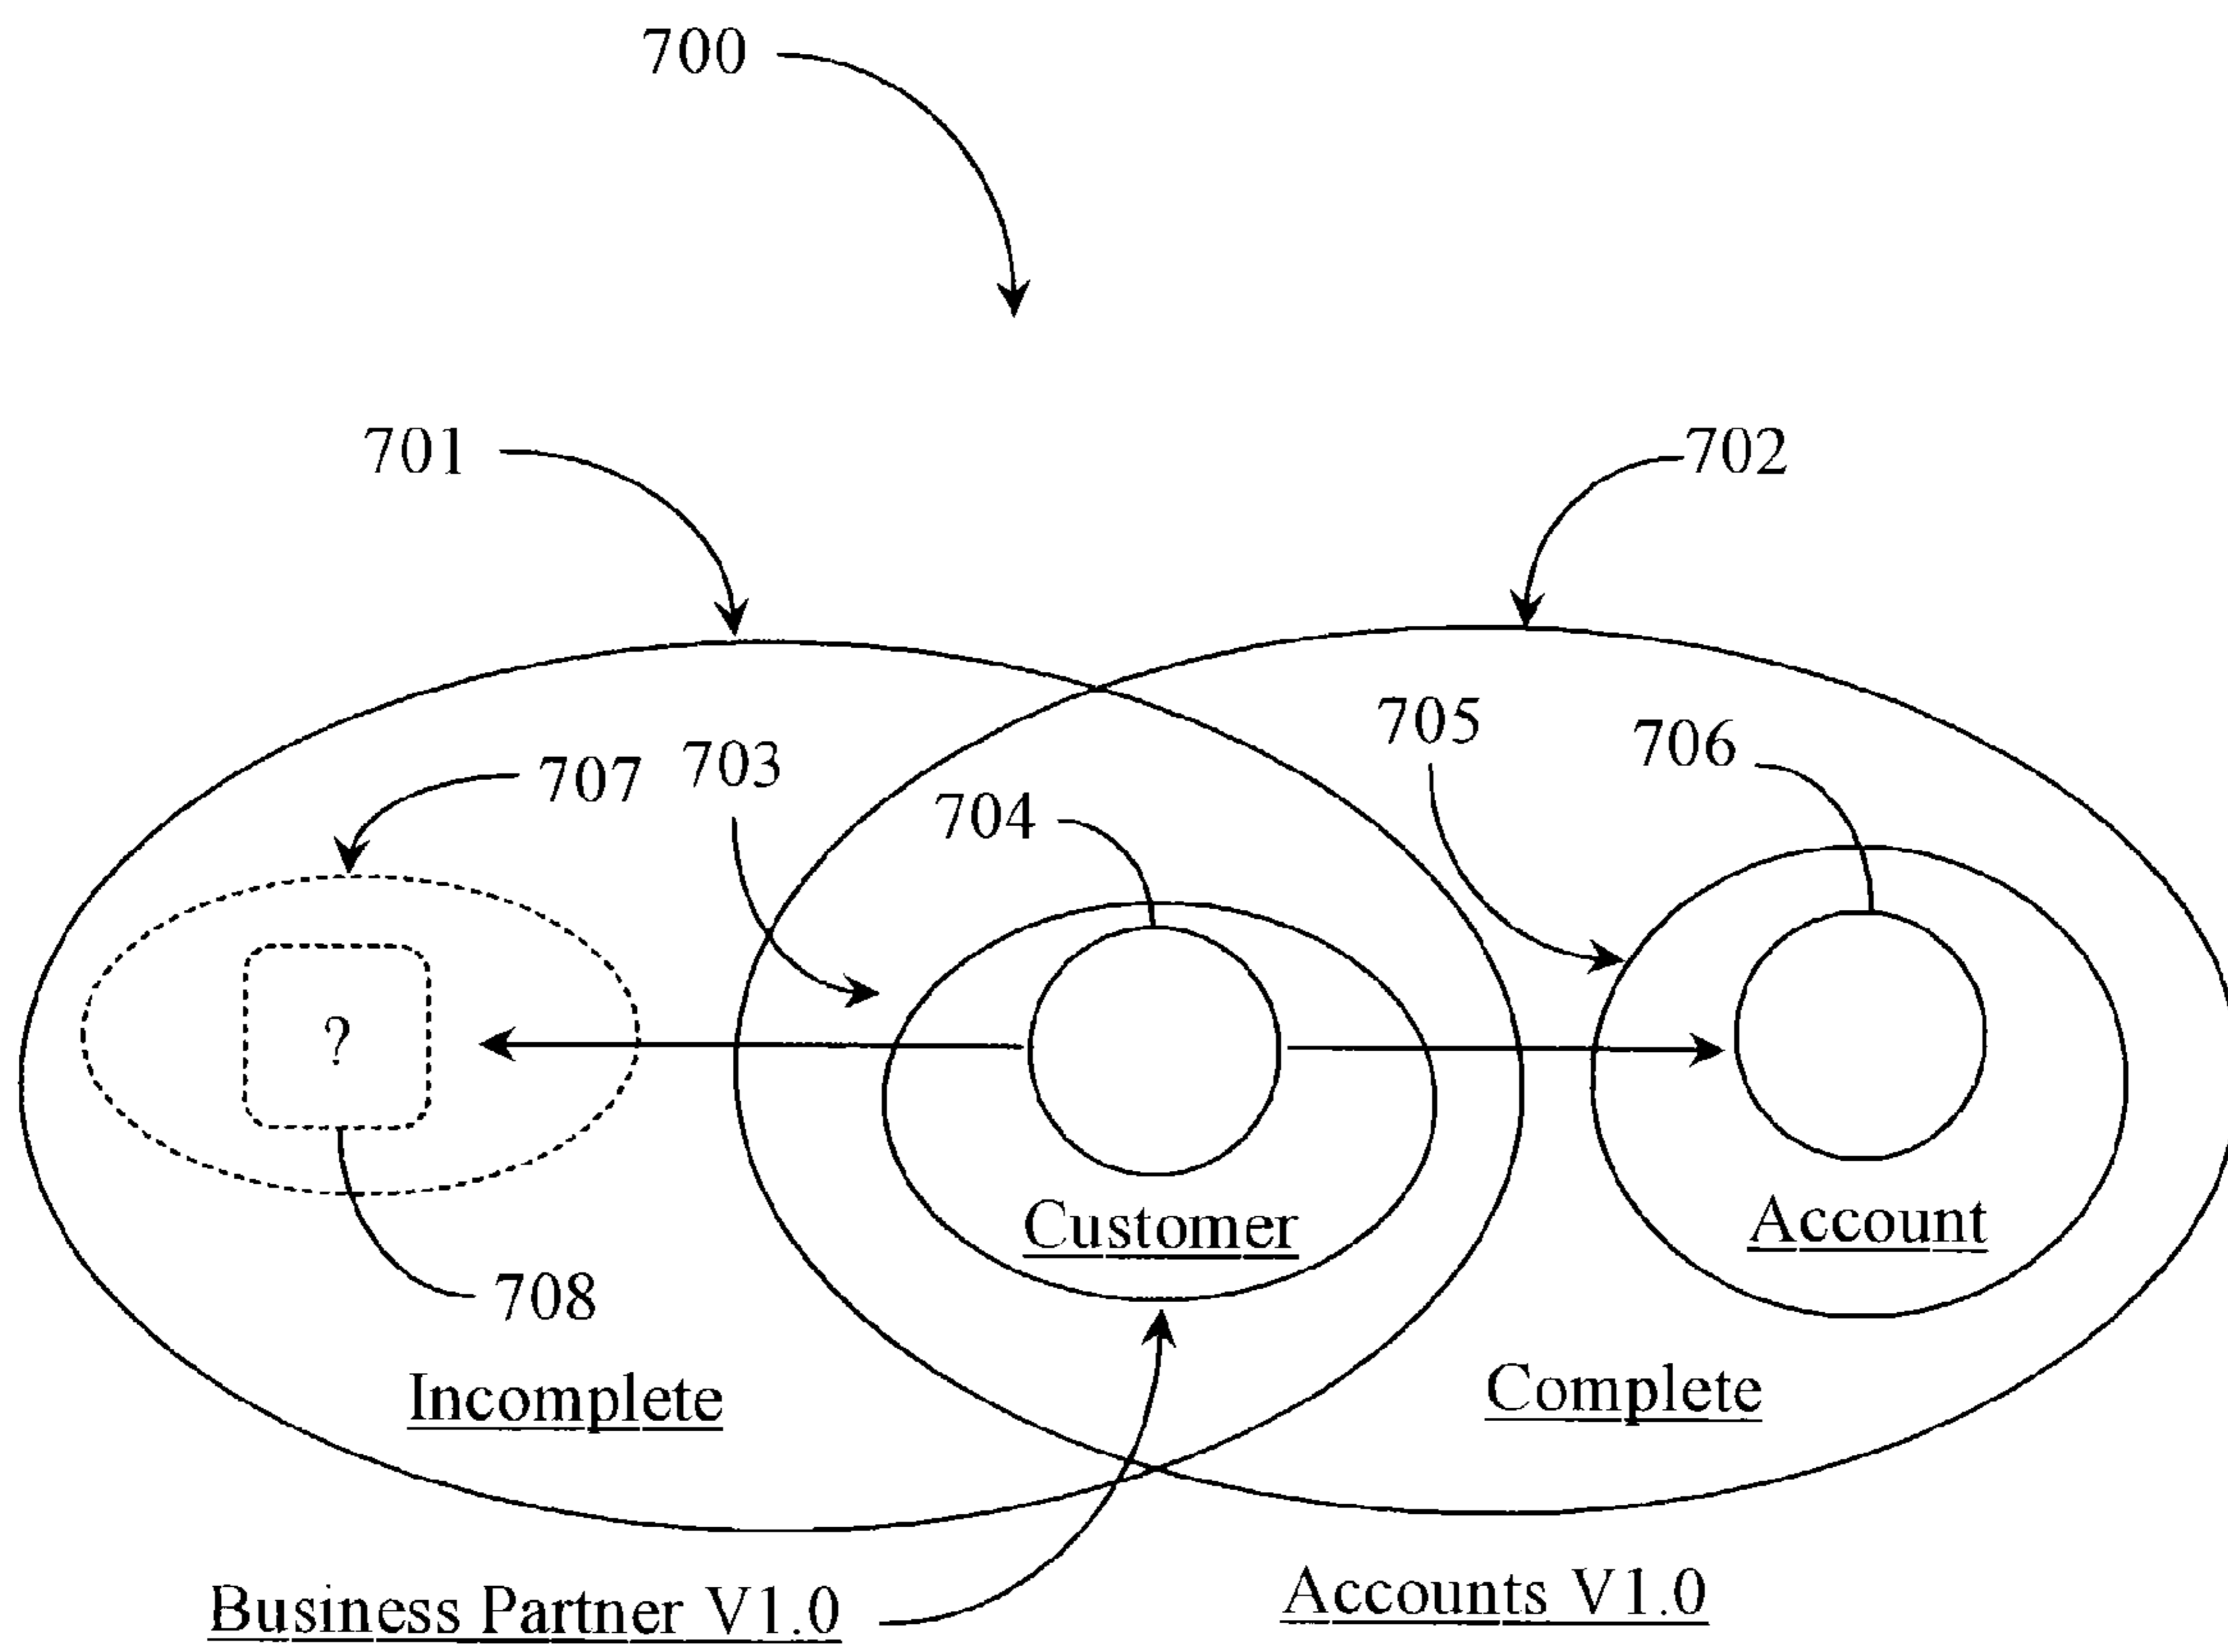 700
701
702
705
706
703
707
704
?
Customer
Account
708
Complete
Incomplete
Accounts V1.0
Business Partner V1.0